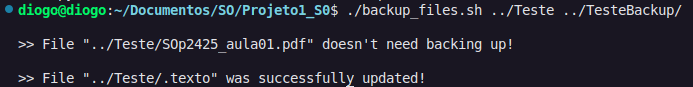 diogo@diogo:~/Documentos/SO/Projeto1_S0$ ./backup_files.sh ../Teste ../TesteBackup/
>> File "../Teste/SOp2425_aula01.pdf" doesn't need backing up!
>> File "../Teste/.texto" was successfully updated!